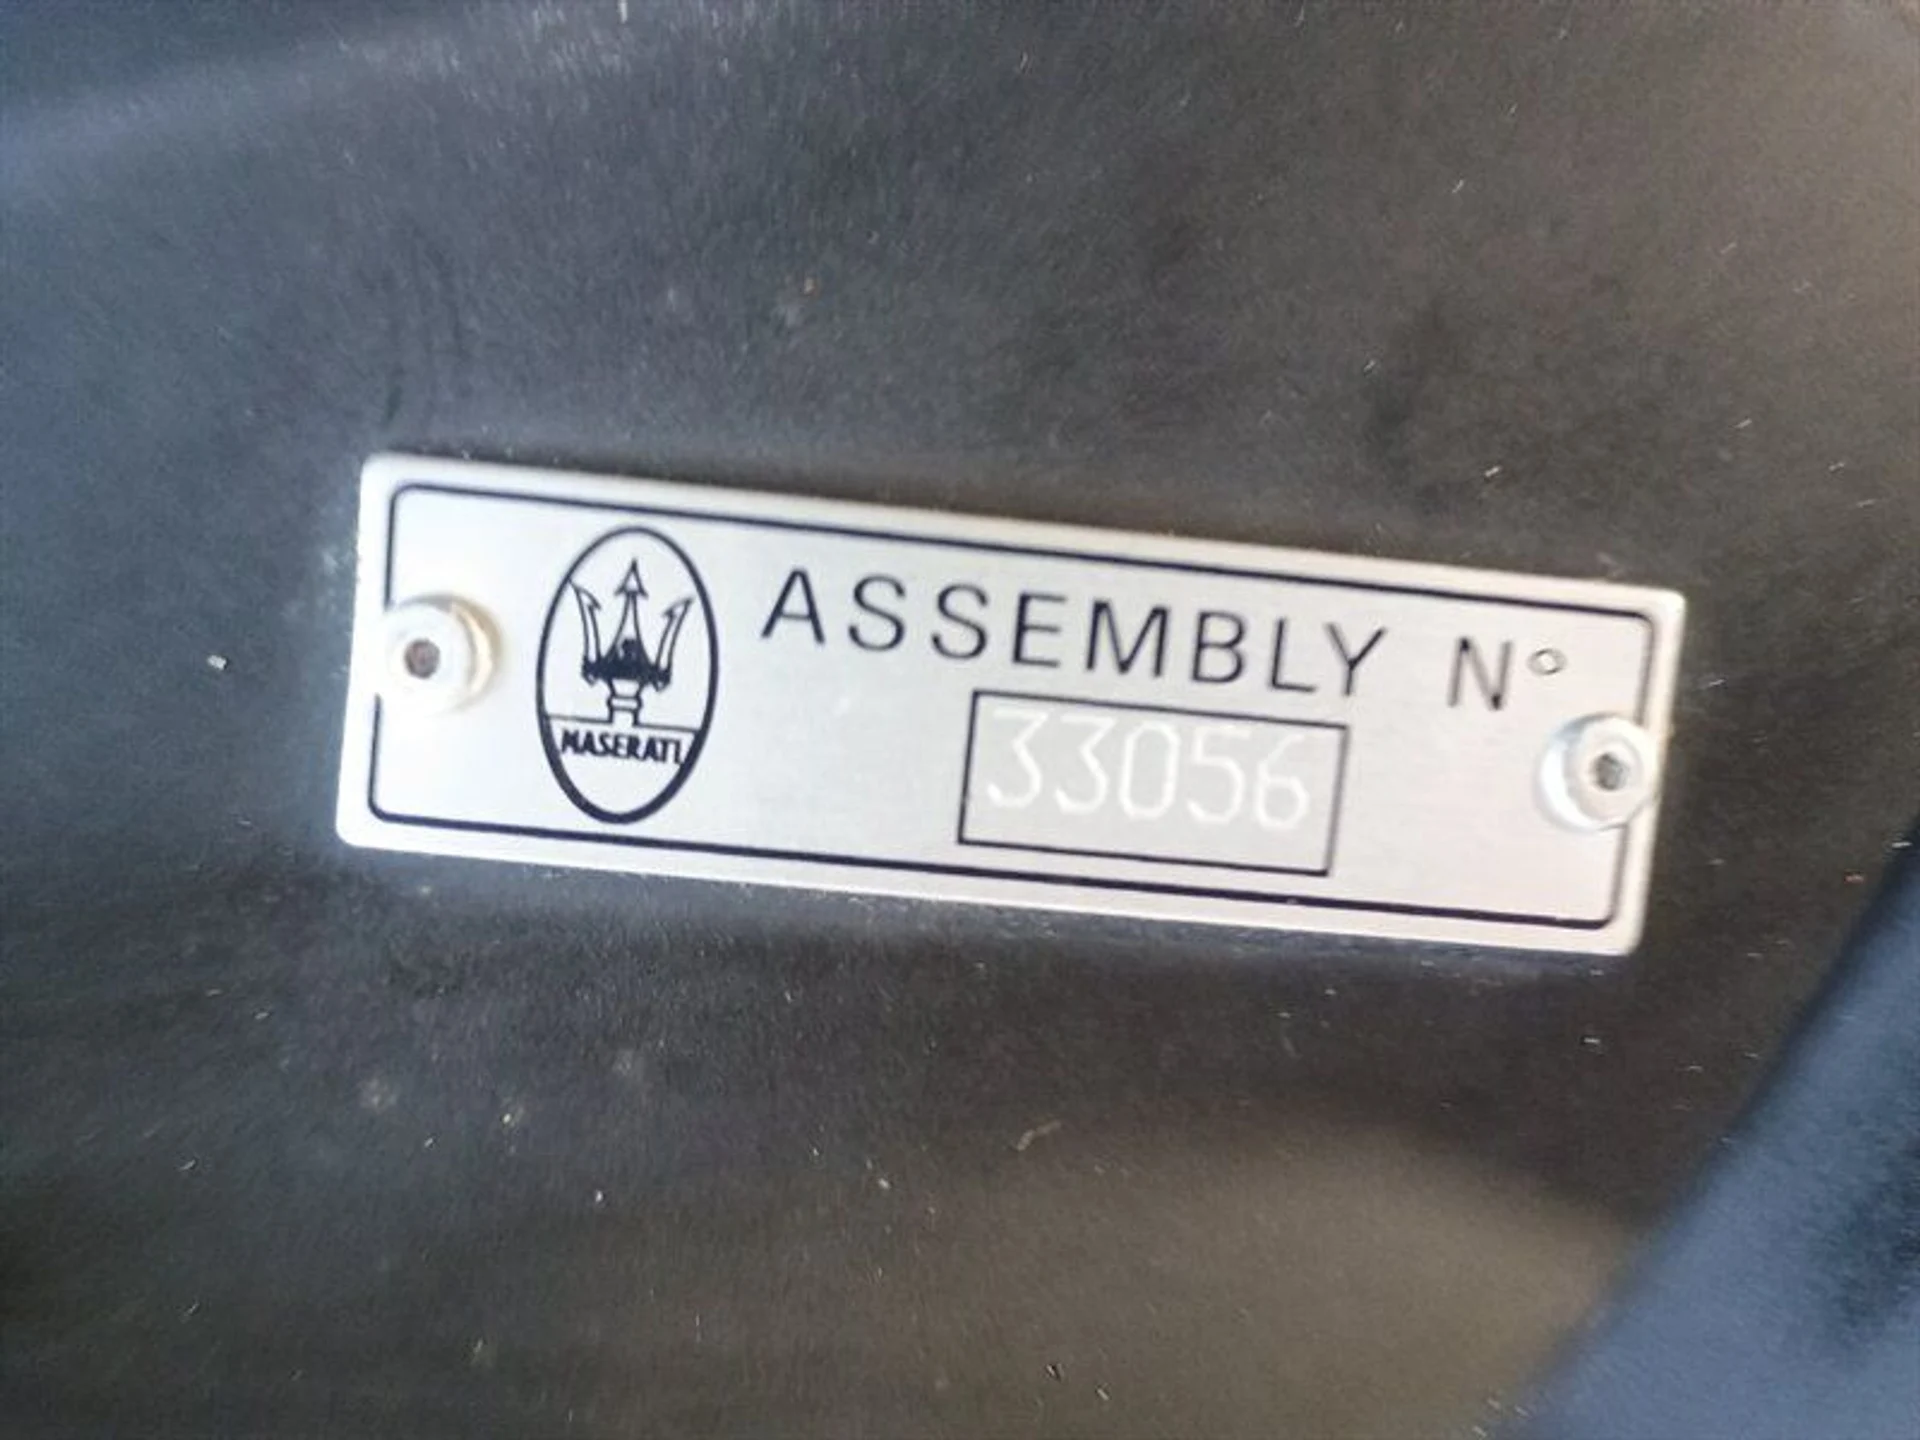 MASERATI
ASSEMBLY N°
33056